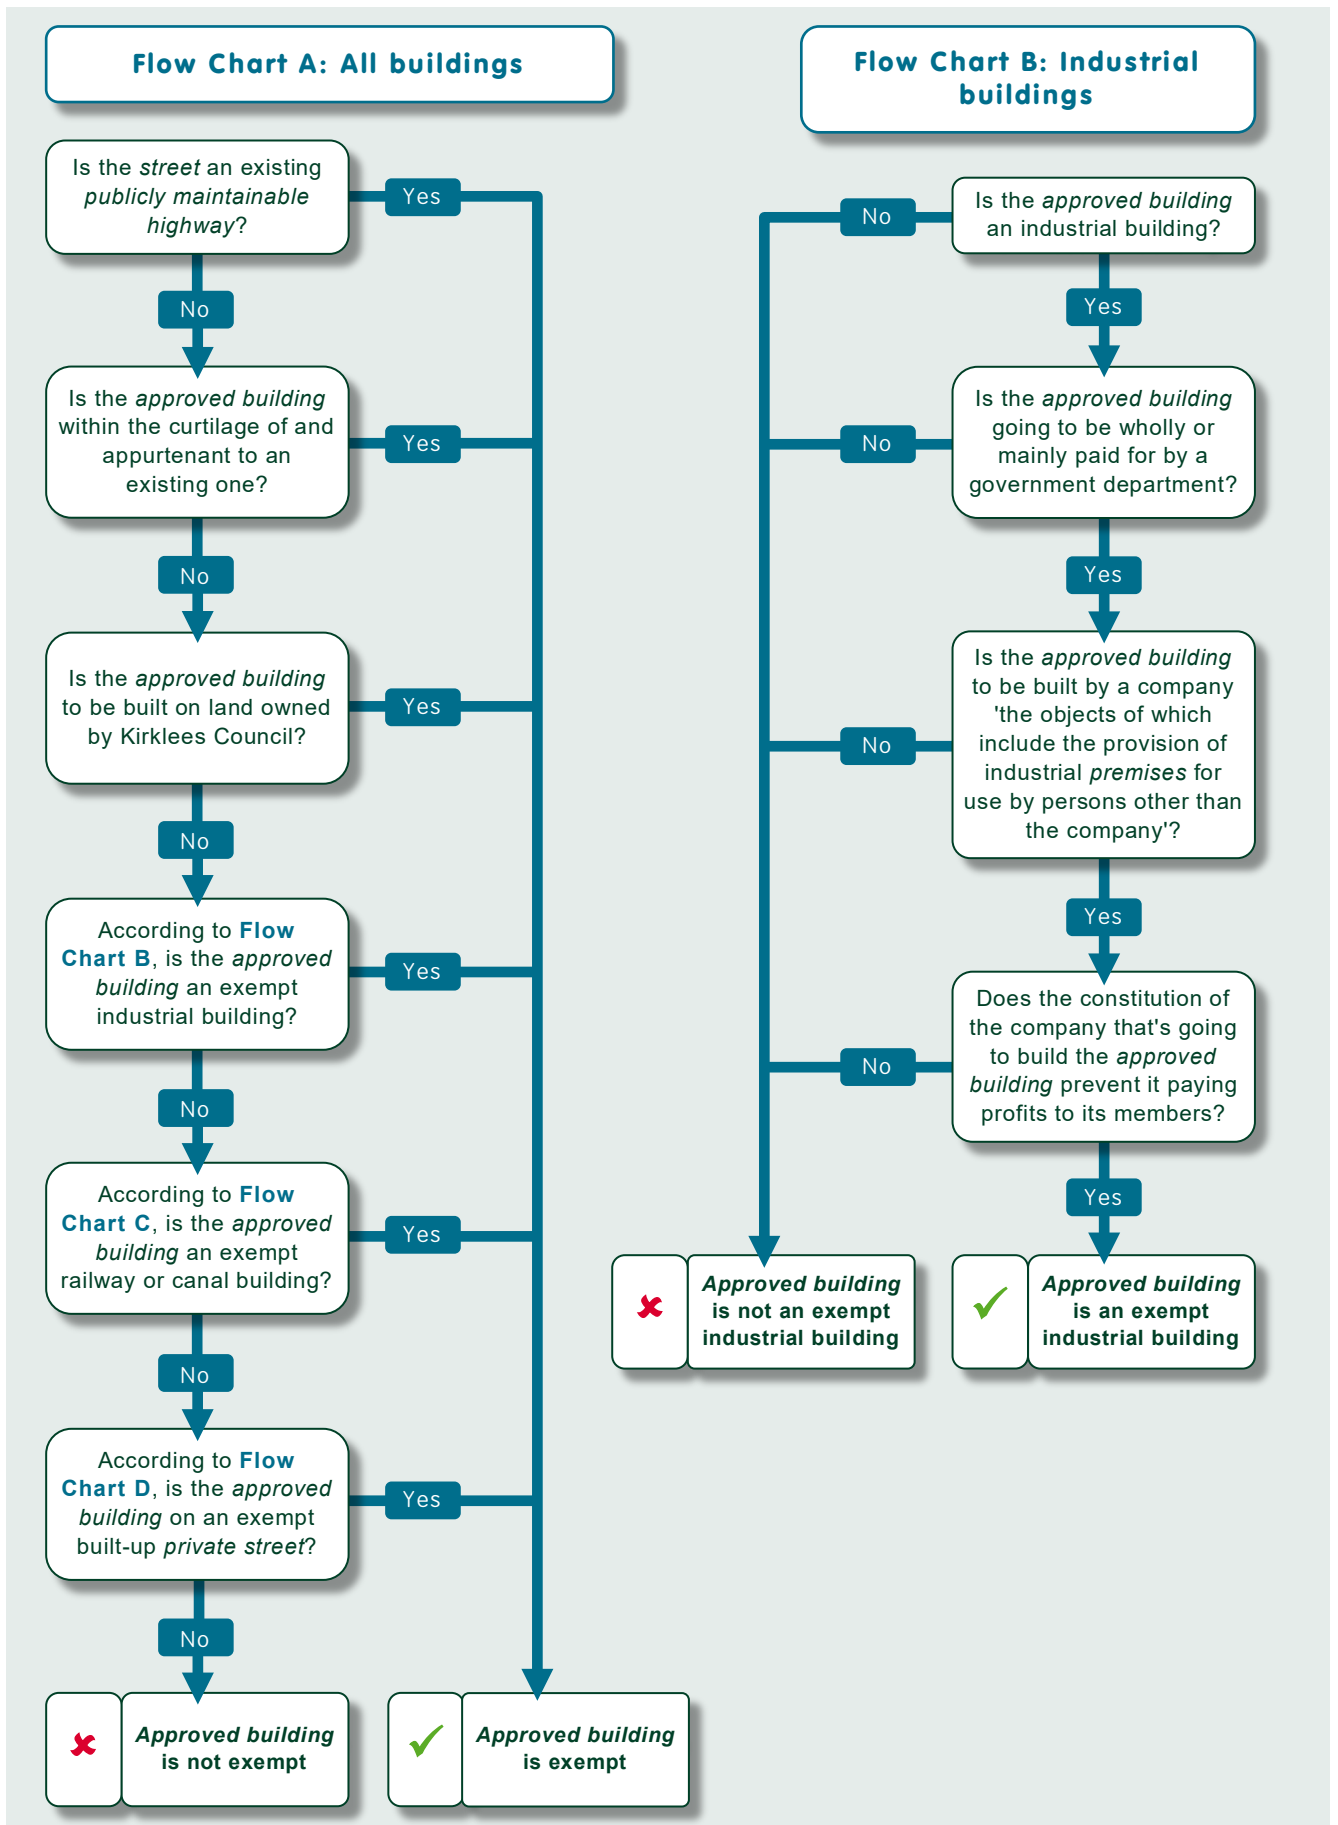 Flow Chart A: All buildings
Is the street an existing
publicly maintainable
highway?
Yes
No
Is the approved building
within the curtilage of and
appurtenant to an
existing one?
Yes
No
Is the approved building
to be built on land owned
by Kirklees Council?
Yes
No
According to Flow
Chart B, is the approved
building an exempt
industrial building?
Yes
No
According to Flow
Chart C, is the approved
building an exempt
railway or canal building?
Yes
No
According to Flow
Chart D, is the approved
building on an exempt
built-up private street?
Yes
No
Approved building
is not exempt
Approved building
is exempt
Flow Chart B: Industrial
buildings
Is the approved building
an industrial building?
No
Yes
Is the approved building
going to be wholly or
mainly paid for by a
government department?
No
Yes
Is the approved building
to be built by a company
'the objects of which
include the provision of
industrial premises for
use by persons other than
the company'?
No
Yes
Does the constitution of
the company that's going
to build the approved
building prevent it paying
profits to its members?
No
Yes
Approved building
is not an exempt
industrial building
Approved building
is an exempt
industrial building